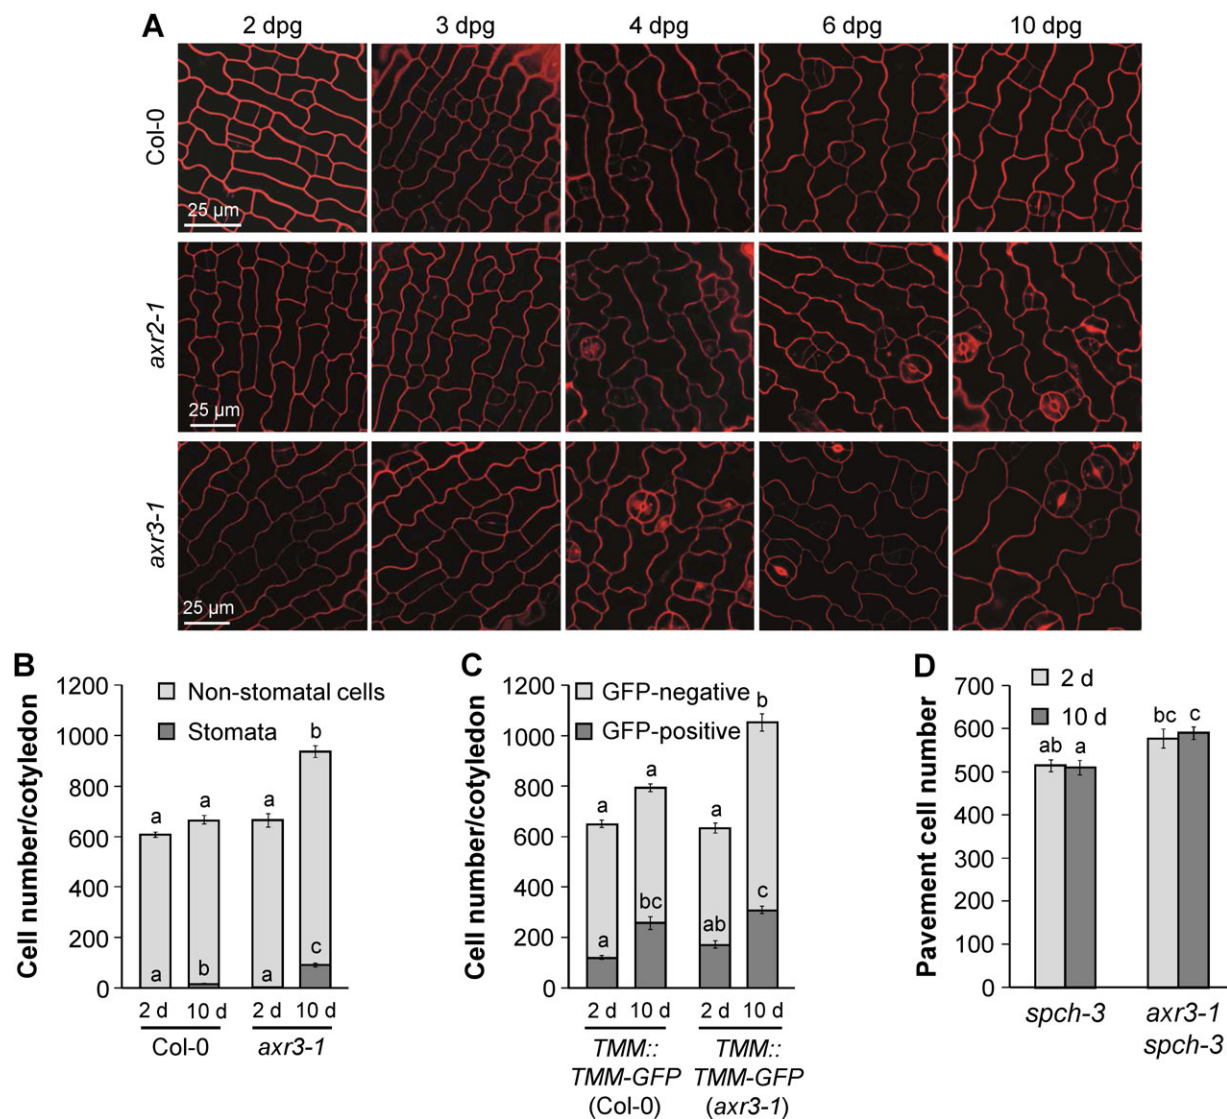 A
2 dpg 3 dpg 4 dpg 6 dpg 10 dpg
Col-0
25 µm
axr2-1
25 µm
axr3-1
25 µm
B
Cell number/cotyledon
1200
1000
800
600
400
200
0
Non-stomatal cells
Stomata
a a a b
a b a c
2 d 10 d 2 d 10 d
Col-0 axr3-1
C
Cell number/cotyledon
1200
1000
800
600
400
200
0
GFP-negative
GFP-positive
a a a b
a bc ab c
2 d 10 d 2 d 10 d
TMM:: TMM::
TMM-GFP TMM-GFP
(Col-0) (axr3-1)
D
Pavement cell number
700
600
500
400
300
200
100
0
2 d
10 d
ab a bc c
spch-3 axr3-1
spch-3